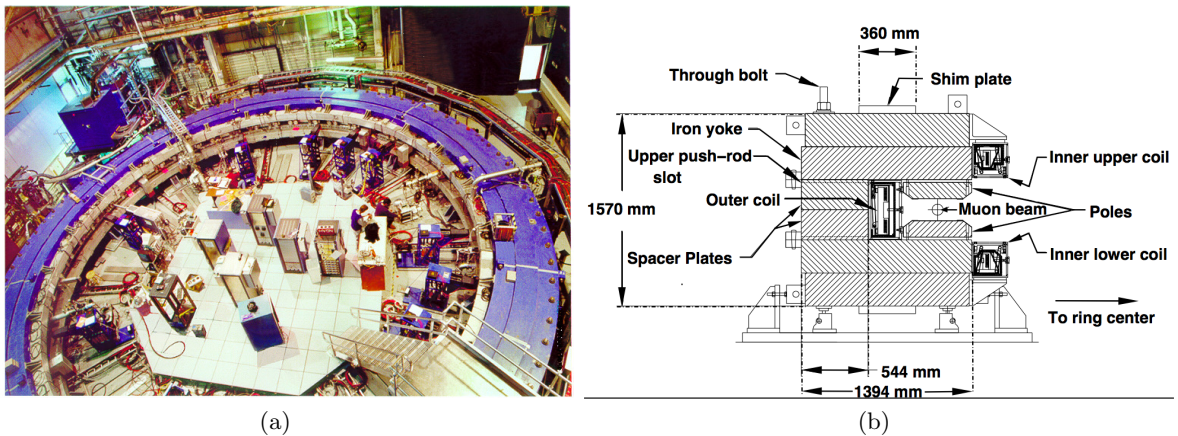 360 mm
Through bolt
Shim plate
Iron yoke
Upper push–rod
slot
Inner upper coil
Outer coil
1570 mm
Muon beam
Poles
Spacer Plates
Inner lower coil
To ring center
544 mm
1394 mm
(a)
(b)